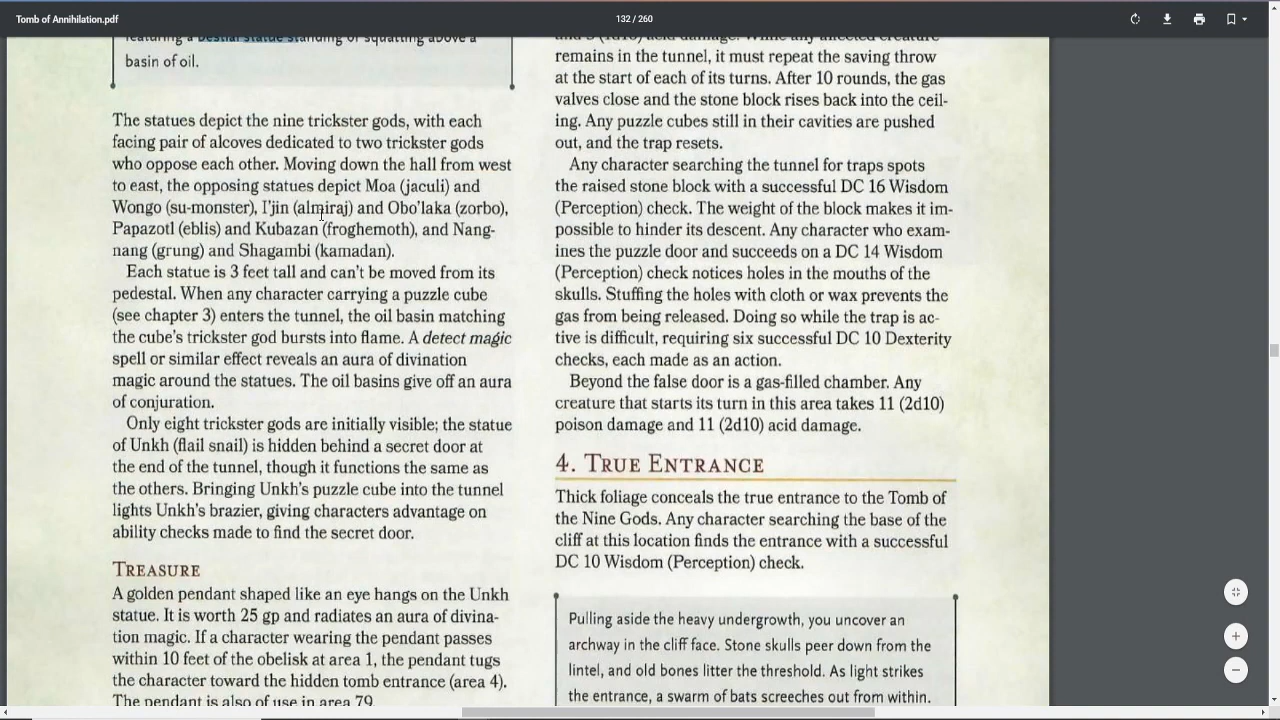 Tomb of Annihilation.pdf
132 / 260
featuring a bestial statue standing or squatting above a
basin of oil.
The statues depict the nine trickster gods, with each
facing pair of alcoves dedicated to two trickster gods
who oppose each other. Moving down the hall from west
to east, the opposing statues depict Moa (jaculi) and
Wongo (su-monster), I'jin (almiraj) and Obo'laka (zorbo),
Papazotl (eblis) and Kubazan (froghemoth), and Nang-
nang (grung) and Shagambi (kamadan).
Each statue is 3 feet tall and can't be moved from its
pedestal. When any character carrying a puzzle cube
(see chapter 3) enters the tunnel, the oil basin matching
the cube's trickster god bursts into flame. A detect magic
spell or similar effect reveals an aura of divination
magic around the statues. The oil basins give off an aura
of conjuration.
Only eight trickster gods are initially visible; the statue
of Unkh (flail snail) is hidden behind a secret door at
the end of the tunnel, though it functions the same as
the others. Bringing Unkh's puzzle cube into the tunnel
lights Unkh's brazier, giving characters advantage on
ability checks made to find the secret door.
TREASURE
A golden pendant shaped like an eye hangs on the Unkh
statue. It is worth 25 gp and radiates an aura of divina-
tion magic. If a character wearing the pendant passes
within 10 feet of the obelisk at area 1, the pendant tugs
the character toward the hidden tomb entrance (area 4).
The pendant is also of use in area 79.
and 5 (1d10) acid damage. While any affected creature
remains in the tunnel, it must repeat the saving throw
at the start of each of its turns. After 10 rounds, the gas
valves close and the stone block rises back into the ceil-
ing. Any puzzle cubes still in their cavities are pushed
out, and the trap resets.
Any character searching the tunnel for traps spots
the raised stone block with a successful DC 16 Wisdom
(Perception) check. The weight of the block makes it im-
possible to hinder its descent. Any character who exam-
ines the puzzle door and succeeds on a DC 14 Wisdom
(Perception) check notices holes in the mouths of the
skulls. Stuffing the holes with cloth or wax prevents the
gas from being released. Doing so while the trap is ac-
tive is difficult, requiring six successful DC 10 Dexterity
checks, each made as an action.
Beyond the false door is a gas-filled chamber. Any
creature that starts its turn in this area takes 11 (2d10)
poison damage and 11 (2d10) acid damage.
4. TRUE ENTRANCE
Thick foliage conceals the true entrance to the Tomb of
the Nine Gods. Any character searching the base of the
cliff at this location finds the entrance with a successful
DC 10 Wisdom (Perception) check.
Pulling aside the heavy undergrowth, you uncover an
archway in the cliff face. Stone skulls peer down from the
lintel, and old bones litter the threshold. As light strikes
the entrance, a swarm of bats screeches out from within.